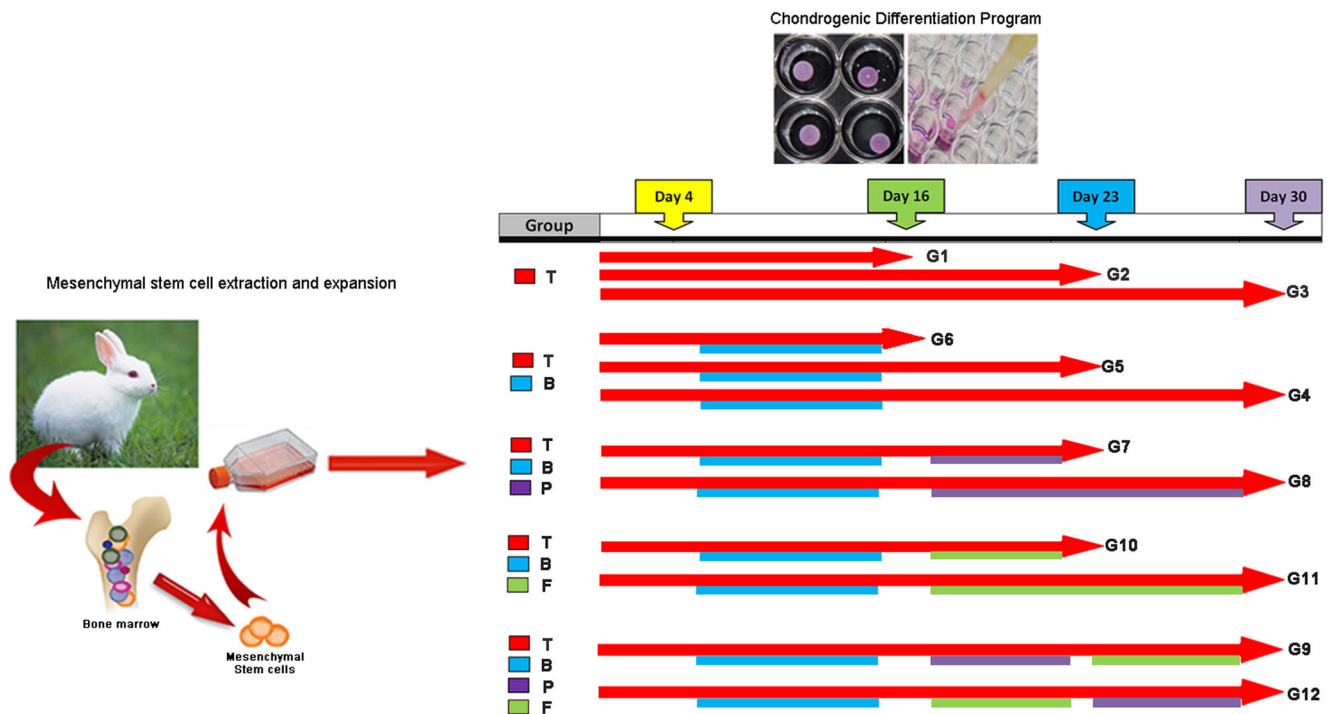 Chondrogenic Differentiation Program
Day 4
Day 16
Day 23
Day 30
Group
G1
T
G2
G3
Mesenchymal stem cell extraction and expansion
G6
T
G5
B
G4
T
G7
B
P
G8
T
G10
B
F
G11
Bone marrow
Mesenchymal
Stem cells
T
G9
B
P
F
G12